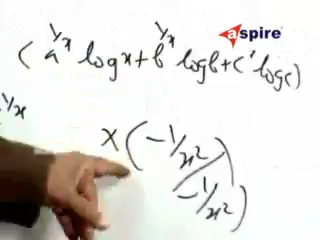 aspire
( a^1/x log x + b^1/x log b + c' log c )
1/x
× ( -1/x²
-1/x² )